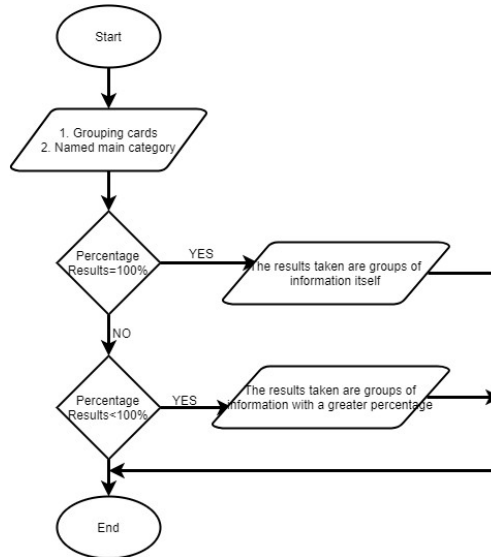 Start
1. Grouping cards
2. Named main category
Percentage
Results=100%
YES
The results taken are groups of
information itself
NO
Percentage
Results<100%
YES
The results taken are groups of
information with a greater percentage
End